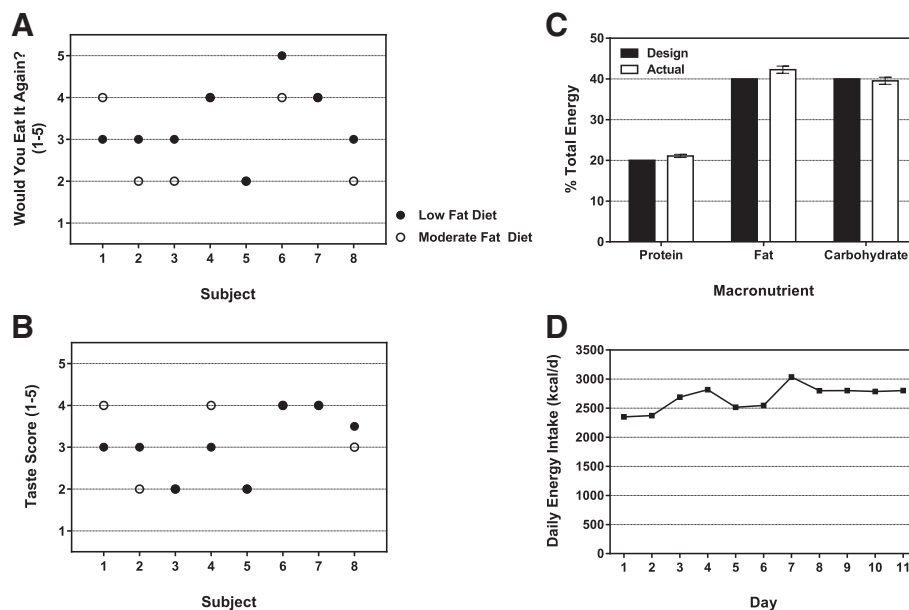 A
Would You Eat It Again?
(1-5)
5
4
3
2
1
1 2 3 4 5 6 7 8
Subject
Low Fat Diet
Moderate Fat Diet
B
Taste Score (1-5)
5
4
3
2
1
1 2 3 4 5 6 7 8
Subject
C
% Total Energy
50
40
30
20
10
0
Design
Actual
Protein Fat Carbohydrate
Macronutrient
D
Daily Energy Intake (kcal/d)
3500
3000
2500
2000
1500
1000
500
0
1 2 3 4 5 6 7 8 9 10 11
Day